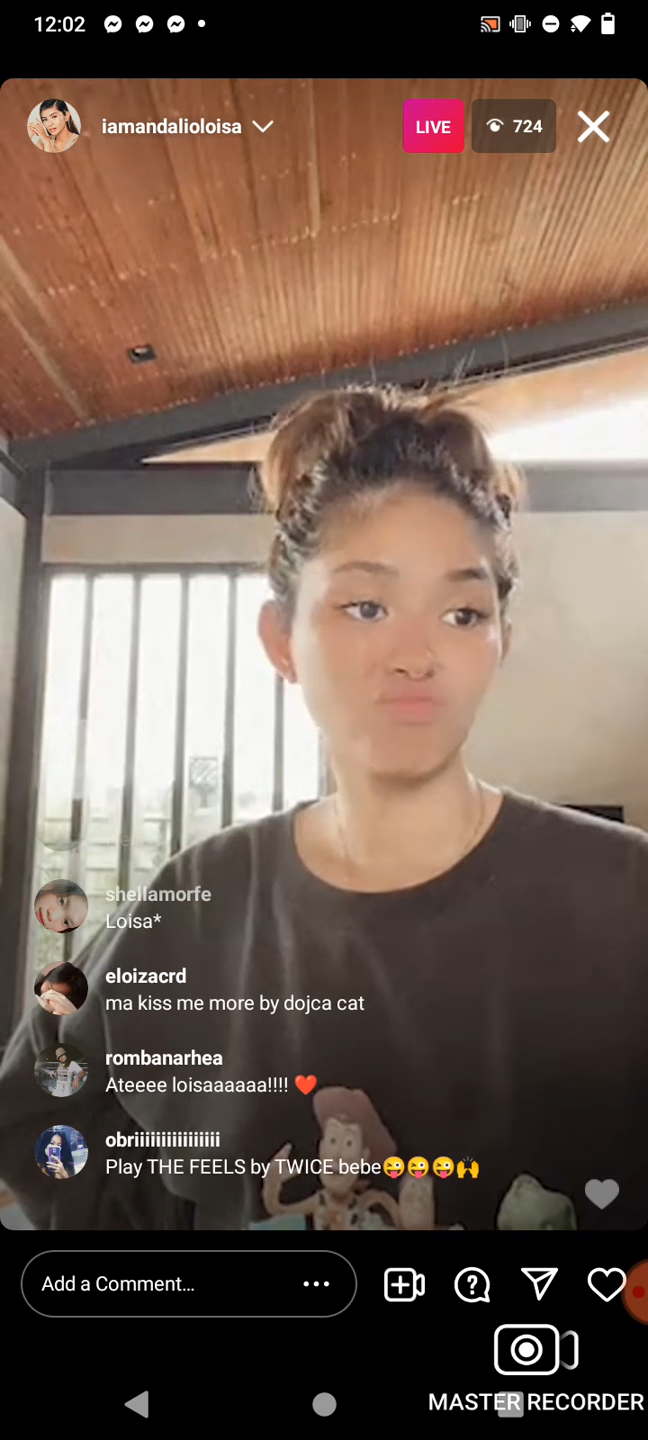 12:02
iamandalioloisa
LIVE
724
shellamorfe
Loisa*
eloizacrd
ma kiss me more by dojca cat
rombanarhea
Ateeee loisaaaaaa!!!! ❤️
obriiiiiiiiiiiiiiii
Play THE FEELS by TWICE bebe😜😜😜🙌
Add a Comment...
MASTER RECORDER